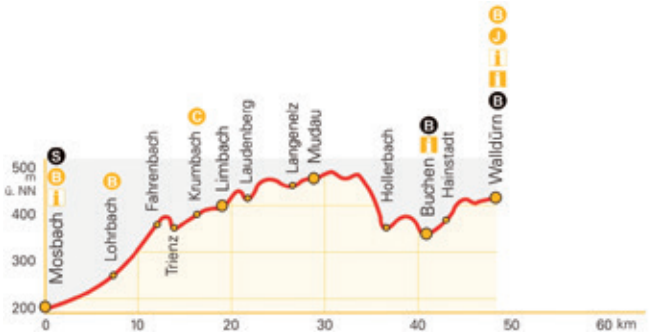 B
J
i
i
B
S
B
i
B
C
B
i
Mosbach
Lohrbach
Fahrenbach
Trienz
Krumbach
Limbach
Laudenberg
Langenelz
Mudau
Hollerbach
Buchen
Hainstadt
Walldürn
500
m
ü. NN
400
300
200
0
10
20
30
40
50
60 km